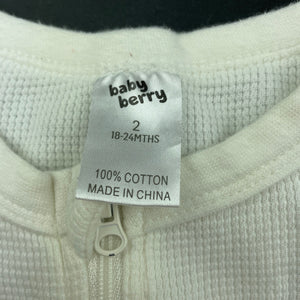 baby
berry
2
18-24MTHS
100% COTTON
MADE IN CHINA